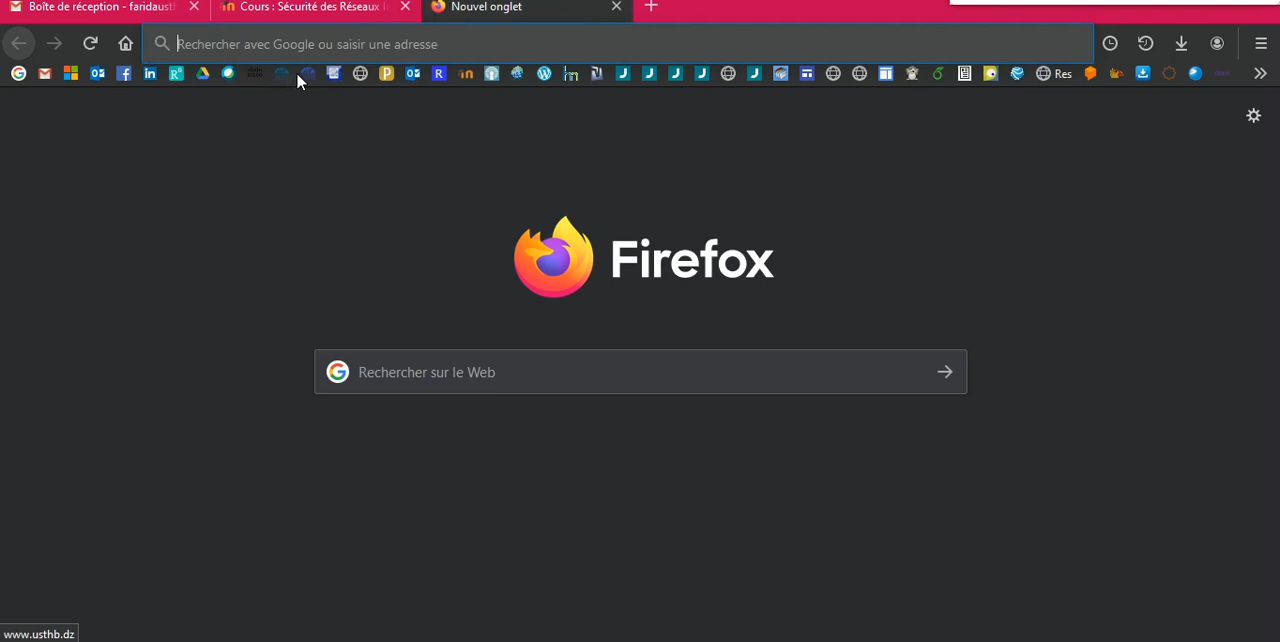 Boîte de réception - faridausth
Cours : Sécurité des Réseaux I
Nouvel onglet
Rechercher avec Google ou saisir une adresse
Res
Firefox
Rechercher sur le Web
www.usthb.dz